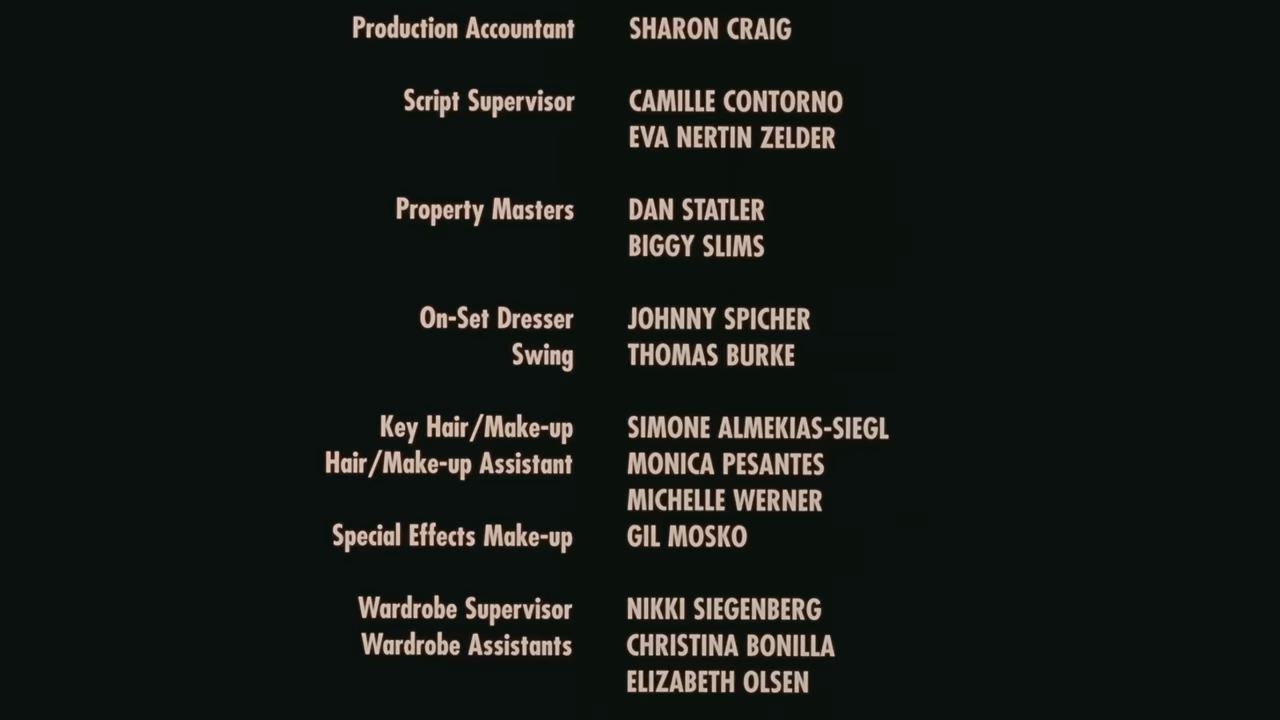 Production Accountant SHARON CRAIG
Script Supervisor CAMILLE CONTORNO
EVA NERTIN ZELDER
Property Masters DAN STATLER
BIGGY SLIMS
On-Set Dresser JOHNNY SPICHER
Swing THOMAS BURKE
Key Hair/Make-up SIMONE ALMEKIAS-SIEGL
Hair/Make-up Assistant MONICA PESANTES
MICHELLE WERNER
Special Effects Make-up GIL MOSKO
Wardrobe Supervisor NIKKI SIEGENBERG
Wardrobe Assistants CHRISTINA BONILLA
ELIZABETH OLSEN